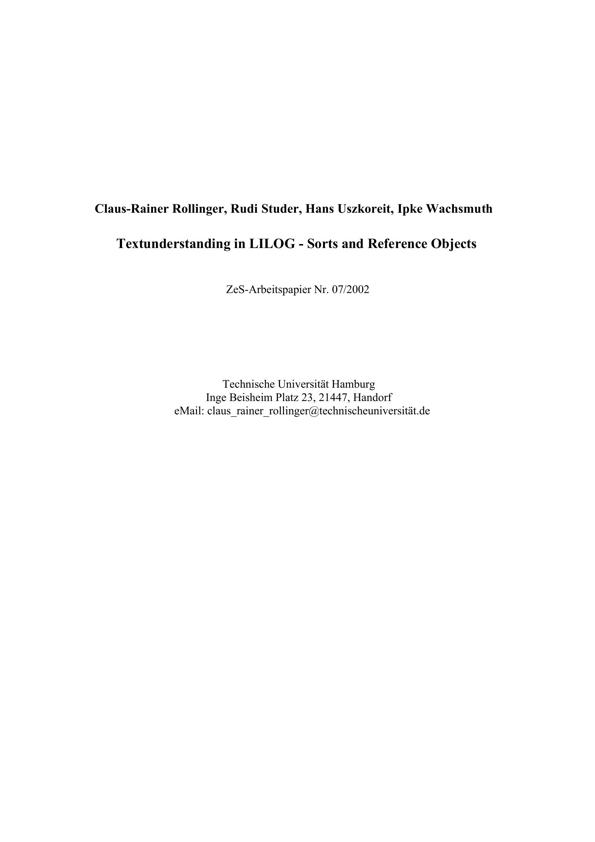 Claus-Rainer Rollinger, Rudi Studer, Hans Uszkoreit, Ipke Wachsmuth
Textunderstanding in LILOG - Sorts and Reference Objects
ZeS-Arbeitspapier Nr. 07/2002
Technische Universität Hamburg
Inge Beisheim Platz 23, 21447, Handorf
eMail: claus_rainer_rollinger@technischeuniversität.de